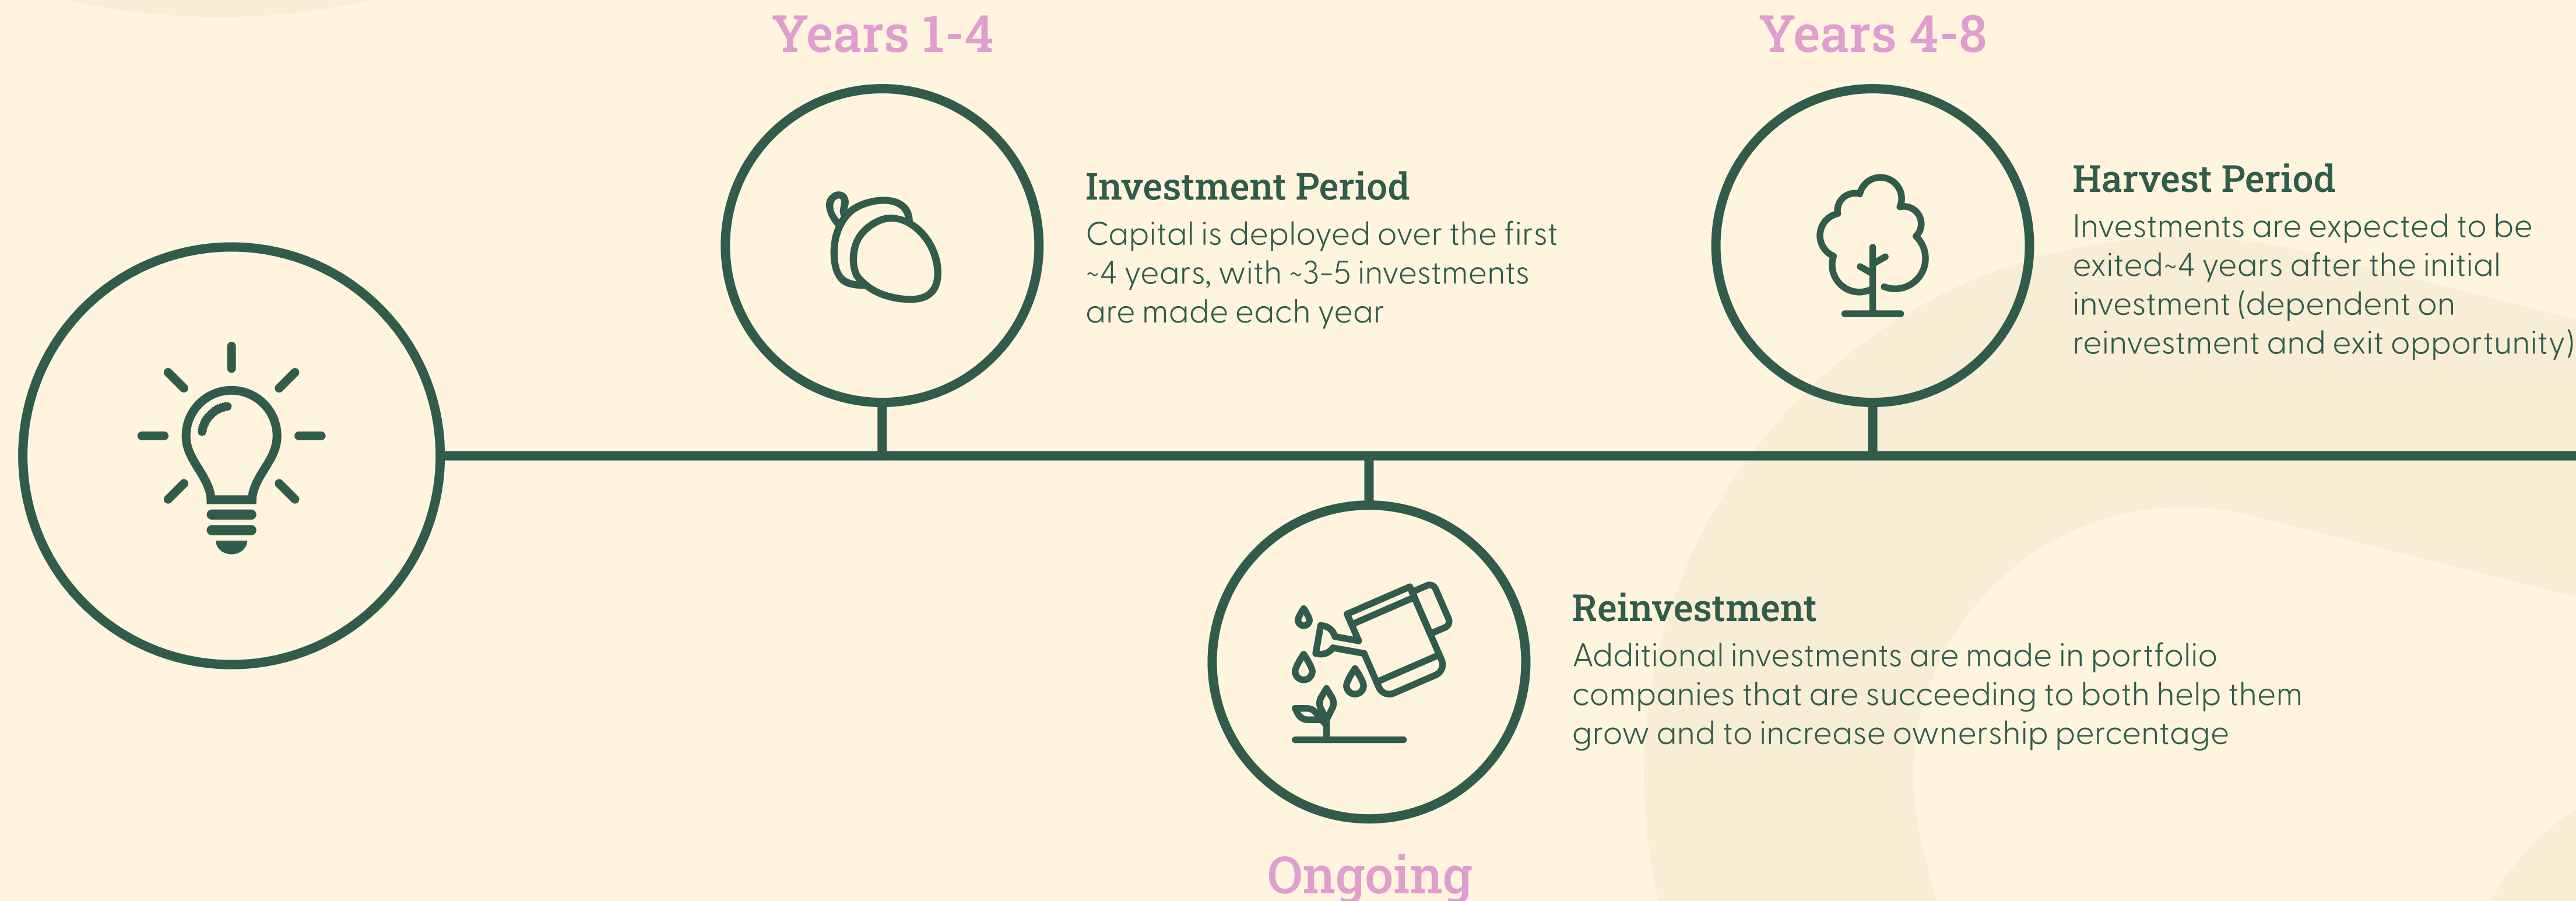 Years 1-4
Investment Period
Capital is deployed over the first
~4 years, with ~3-5 investments
are made each year
Years 4-8
Harvest Period
Investments are expected to be
exited~4 years after the initial
investment (dependent on
reinvestment and exit opportunity)
Reinvestment
Additional investments are made in portfolio
companies that are succeeding to both help them
grow and to increase ownership percentage
Ongoing